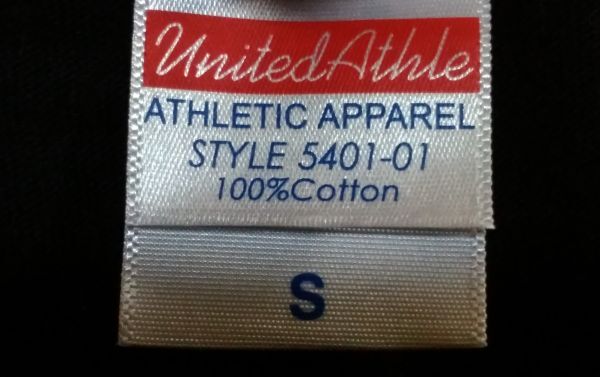 UnitedAthle
ATHLETIC APPAREL
STYLE 5401-01
100%Cotton
S